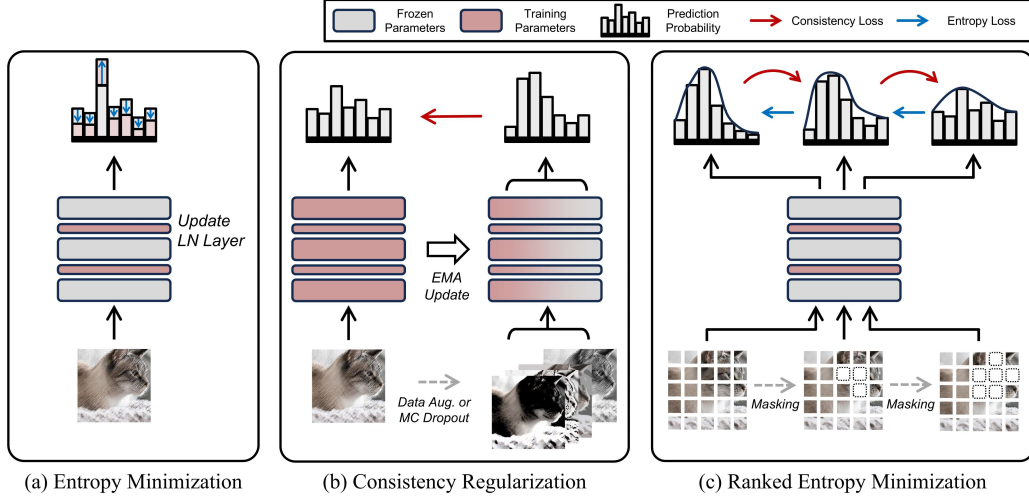 Frozen Parameters
Training Parameters
Prediction Probability
Consistency Loss
Entropy Loss
Update
LN Layer
EMA
Update
Data Aug. or
MC Dropout
Masking
Masking
(a) Entropy Minimization
(b) Consistency Regularization
(c) Ranked Entropy Minimization